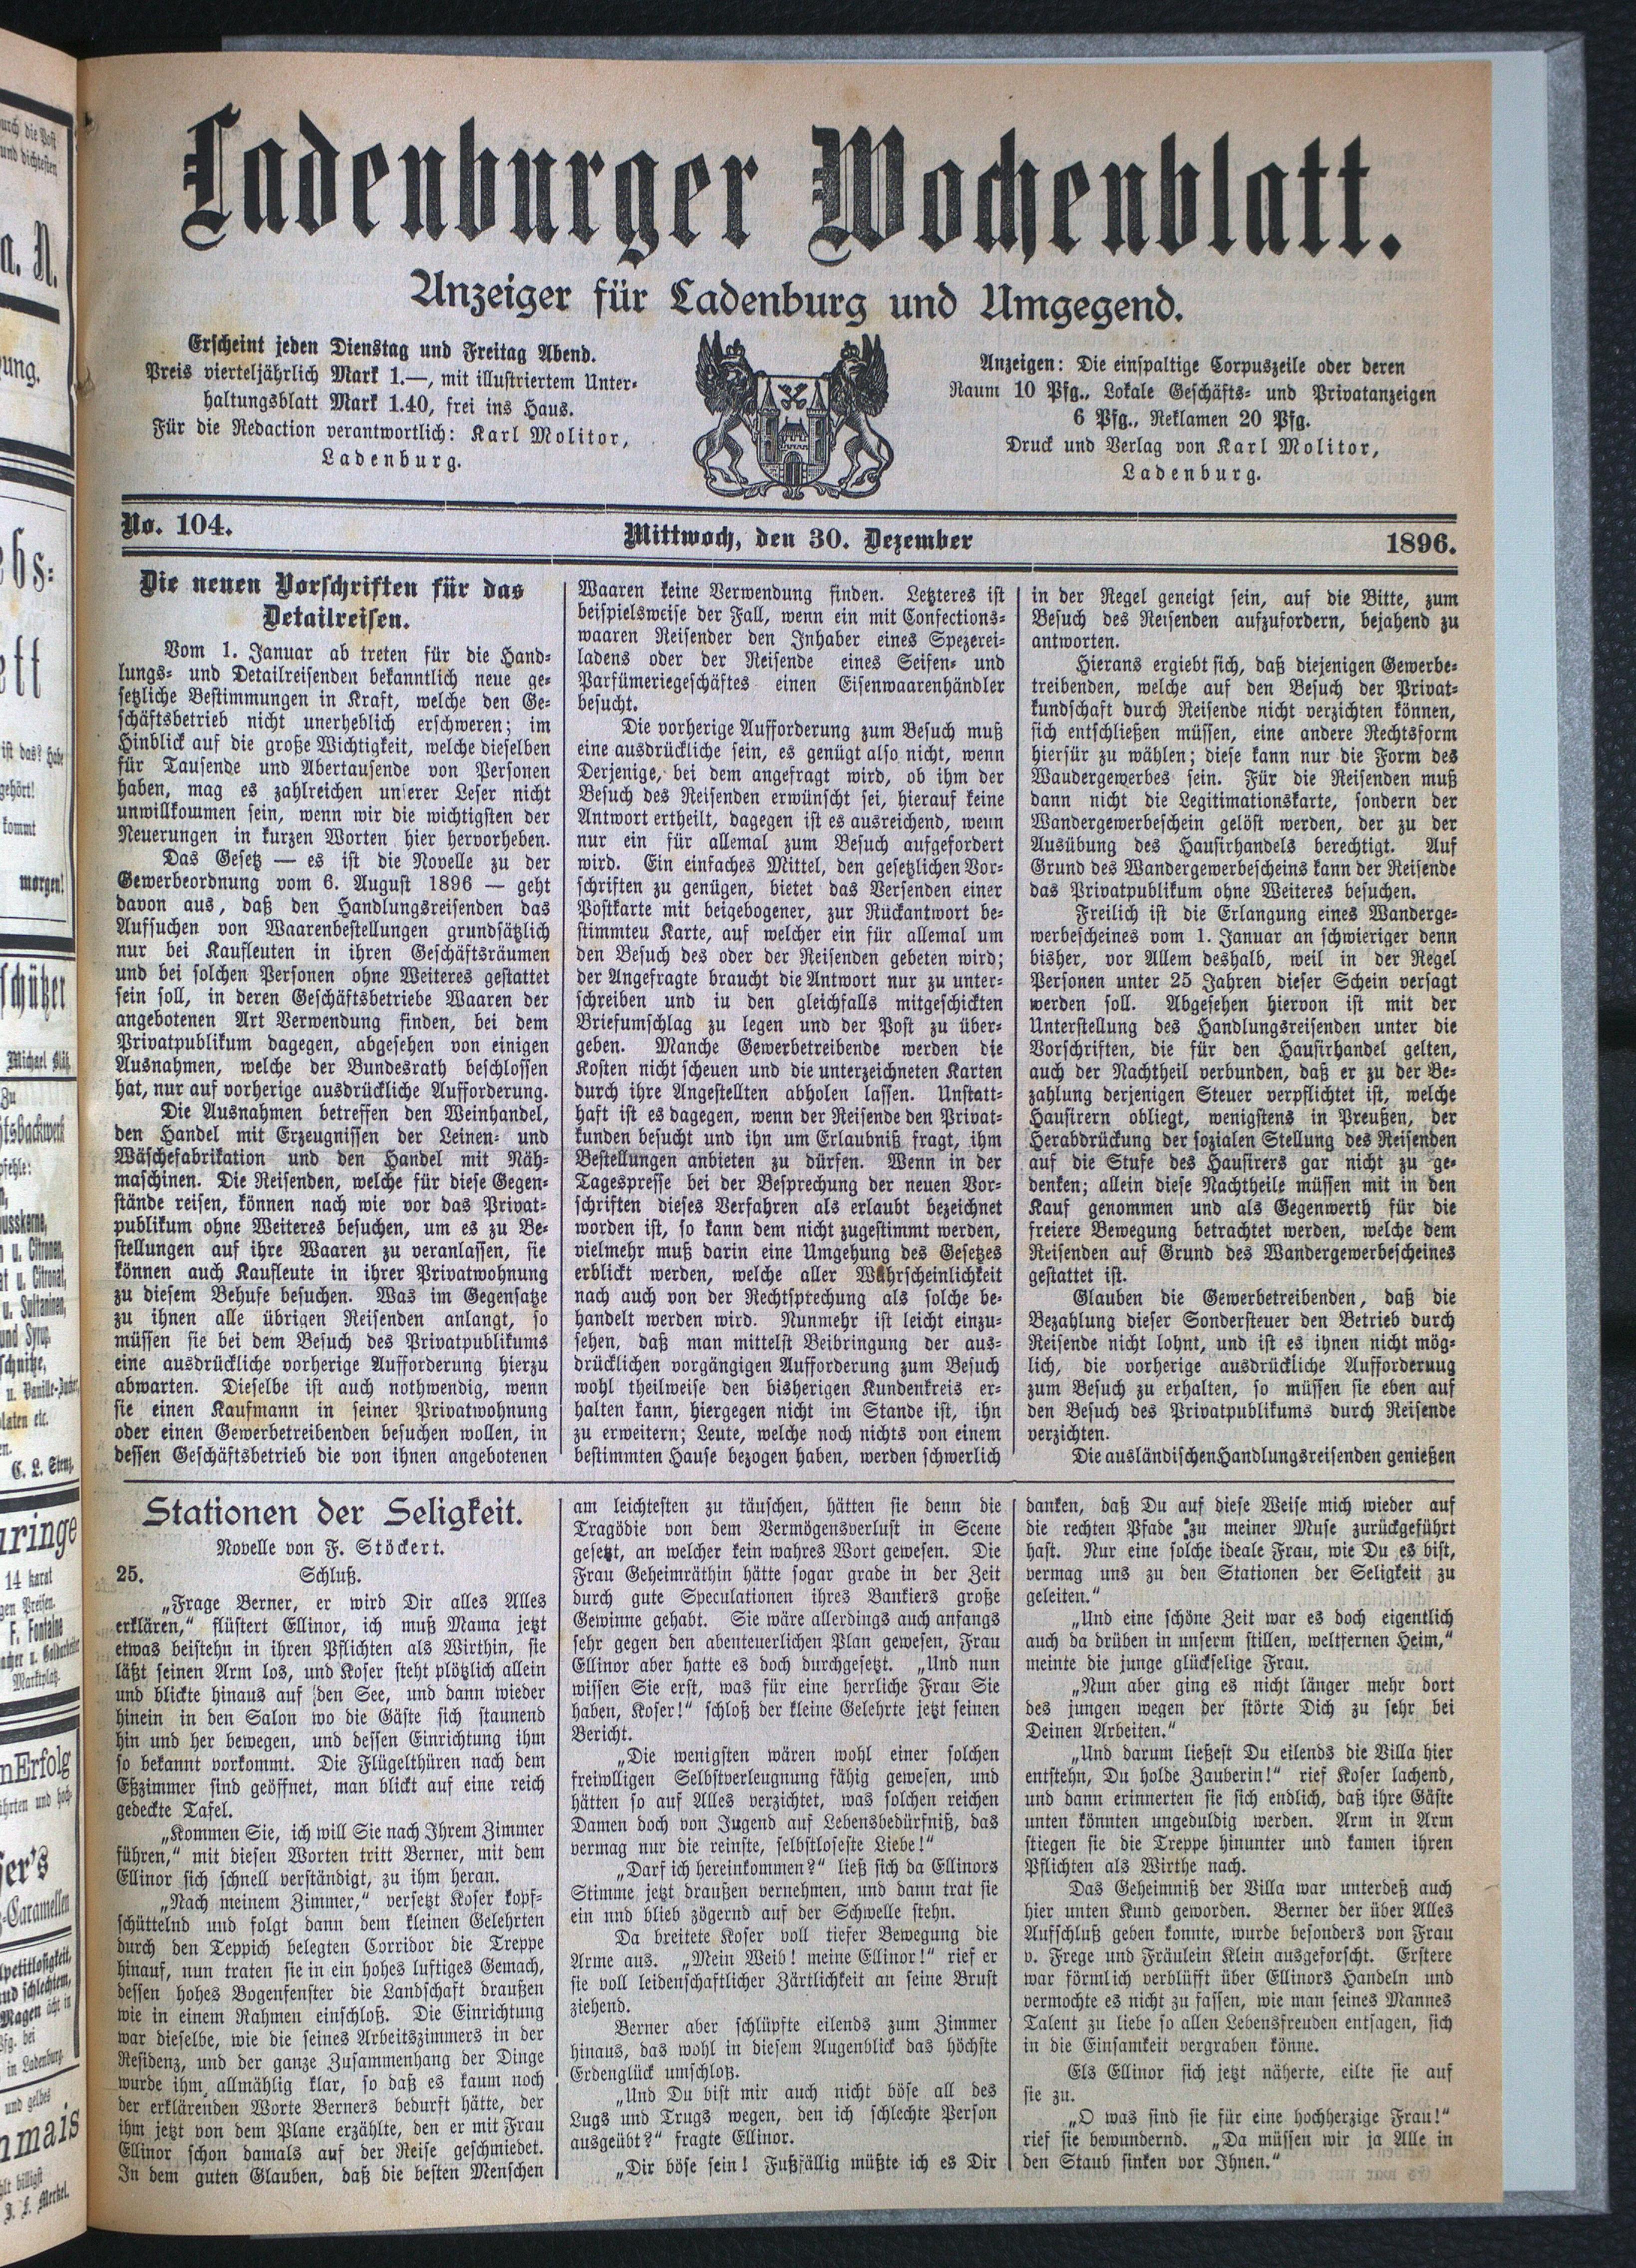 Ladenburger Wochenblatt.
Anzeiger für Ladenburg und Umgegend.
Erscheint jeden Dienstag und Freitag Abend.
Preis vierteljährlich Mark 1.—, mit illustriertem Unter-
haltungsblatt Mark 1.40, frei ins Haus.
Für die Redaction verantwortlich: Karl Molitor,
Ladenburg.
Anzeigen: Die einspaltige Corpuszeile oder deren
Raum 10 Pfg., Lokale Geschäfts- und Privatanzeigen
6 Pfg., Reklamen 20 Pfg.
Druck und Verlag von Karl Molitor,
Ladenburg.
No. 104.
Mittwoch, den 30. Dezember
1896.
Die neuen Vorschriften für das
Detailreisen.
Vom 1. Januar ab treten für die Hand-
lungs- und Detailreisenden bekanntlich neue ge-
setzliche Bestimmungen in Kraft, welche den Ge-
schäftsbetrieb nicht unerheblich erschweren; im
Hinblick auf die große Wichtigkeit, welche dieselben
für Tausende und Abertausende von Personen
haben, mag es zahlreichen unserer Leser nicht
unwillkommen sein, wenn wir die wichtigsten der
Neuerungen in kurzen Worten hier hervorheben.
Das Gesetz — es ist die Novelle zu der
Gewerbeordnung vom 6. August 1896 — geht
davon aus, daß den Handlungsreisenden das
Aufsuchen von Waarenbestellungen grundsätzlich
nur bei Kaufleuten in ihren Geschäftsräumen
und bei solchen Personen ohne Weiteres gestattet
sein soll, in deren Geschäftsbetriebe Waaren der
angebotenen Art Verwendung finden, bei dem
Privatpublikum dagegen, abgesehen von einigen
Ausnahmen, welche der Bundesrath beschlossen
hat, nur auf vorherige ausdrückliche Aufforderung.
Die Ausnahmen betreffen den Weinhandel,
den Handel mit Erzeugnissen der Leinen- und
Wäschefabrikation und den Handel mit Näh-
maschinen. Die Reisenden, welche für diese Gegen-
stände reisen, können nach wie vor das Privat-
publikum ohne Weiteres besuchen, um es zu Be-
stellungen auf ihre Waaren zu veranlassen, sie
können auch Kaufleute in ihrer Privatwohnung
zu diesem Behufe besuchen. Was im Gegensatze
zu ihnen alle übrigen Reisenden anlangt, so
müssen sie bei dem Besuch des Privatpublikums
eine ausdrückliche vorherige Aufforderung hierzu
abwarten. Dieselbe ist auch nothwendig, wenn
sie einen Kaufmann in seiner Privatwohnung
oder einen Gewerbetreibenden besuchen wollen, in
dessen Geschäftsbetrieb die von ihnen angebotenen
Waaren keine Verwendung finden. Letzteres ist
beispielsweise der Fall, wenn ein mit Confections-
waaren Reisender den Inhaber eines Spezerei-
ladens oder der Reisende eines Seifen- und
Parfümeriegeschäftes einen Eisenwaarenhändler
besucht.
Die vorherige Aufforderung zum Besuch muß
eine ausdrückliche sein, es genügt also nicht, wenn
Derjenige, bei dem angefragt wird, ob ihm der
Besuch des Reisenden erwünscht sei, hierauf keine
Antwort ertheilt, dagegen ist es ausreichend, wenn
nur ein für allemal zum Besuch aufgefordert
wird. Ein einfaches Mittel, den gesetzlichen Vor-
schriften zu genügen, bietet das Versenden einer
Postkarte mit beigebogener, zur Rückantwort be-
stimmteu Karte, auf welcher ein für allemal um
den Besuch des oder der Reisenden gebeten wird;
der Angefragte braucht die Antwort nur zu unter-
schreiben und iu den gleichfalls mitgeschickten
Briefumschlag zu legen und der Post zu über-
geben. Manche Gewerbetreibende werden die
Kosten nicht scheuen und die unterzeichneten Karten
durch ihre Angestellten abholen lassen. Unstatt-
haft ist es dagegen, wenn der Reisende den Privat-
kunden besucht und ihn um Erlaubniß fragt, ihm
Bestellungen anbieten zu dürfen. Wenn in der
Tagespresse bei der Besprechung der neuen Vor-
schriften dieses Verfahren als erlaubt bezeichnet
worden ist, so kann dem nicht zugestimmt werden,
vielmehr muß darin eine Umgehung des Gesetzes
erblickt werden, welche aller Wahrscheinlichkeit
nach auch von der Rechtsprechung als solche be-
handelt werden wird. Nunmehr ist leicht einzu-
sehen, daß man mittelst Beibringung der aus-
drücklichen vorgängigen Aufforderung zum Besuch
wohl theilweise den bisherigen Kundenkreis er-
halten kann, hiergegen nicht im Stande ist, ihn
zu erweitern; Leute, welche noch nichts von einem
bestimmten Hause bezogen haben, werden schwerlich
in der Regel geneigt sein, auf die Bitte, zum
Besuch des Reisenden aufzufordern, bejahend zu
antworten.
Hierans ergiebt sich, daß diejenigen Gewerbe-
treibenden, welche auf den Besuch der Privat-
kundschaft durch Reisende nicht verzichten können,
sich entschließen müssen, eine andere Rechtsform
hierfür zu wählen; diese kann nur die Form des
Waudergewerbes sein. Für die Reisenden muß
dann nicht die Legitimationskarte, sondern der
Wandergewerbeschein gelöst werden, der zu der
Ausübung des Hausirhandels berechtigt. Auf
Grund des Wandergewerbescheins kann der Reisende
das Privatpublikum ohne Weiteres besuchen.
Freilich ist die Erlangung eines Wanderge-
werbescheines vom 1. Januar an schwieriger denn
bisher, vor Allem deshalb, weil in der Regel
Personen unter 25 Jahren dieser Schein versagt
werden soll. Abgesehen hiervon ist mit der
Unterstellung des Handlungsreisenden unter die
Vorschriften, die für den Hausirhandel gelten,
auch der Nachtheil verbunden, daß er zu der Be-
zahlung derjenigen Steuer verpflichtet ist, welche
Hausirern obliegt, wenigstens in Preußen, der
Herabdrückung der sozialen Stellung des Reisenden
auf die Stufe des Hausirers gar nicht zu ge-
denken; allein diese Nachtheile müssen mit in den
Kauf genommen und als Gegenwerth für die
freiere Bewegung betrachtet werden, welche dem
Reisenden auf Grund des Wandergewerbescheines
gestattet ist.
Glauben die Gewerbetreibenden, daß die
Bezahlung dieser Sondersteuer den Betrieb durch
Reisende nicht lohnt, und ist es ihnen nicht mög-
lich, die vorherige ausdrückliche Aufforderuug
zum Besuch zu erhalten, so müssen sie eben auf
den Besuch des Privatpublikums durch Reisende
verzichten.
Die ausländischen Handlungsreisenden genießen
Stationen der Seligkeit.
Novelle von F. Stöckert.
25. Schluß.
„Frage Berner, er wird Dir alles Alles
erklären,“ flüstert Ellinor, ich muß Mama jetzt
etwas beistehn in ihren Pflichten als Wirthin, sie
läßt seinen Arm los, und Koser steht plötzlich allein
und blickte hinaus auf den See, und dann wieder
hinein in den Salon wo die Gäste sich staunend
hin und her bewegen, und dessen Einrichtung ihm
so bekannt vorkommt. Die Flügelthüren nach dem
Eßzimmer sind geöffnet, man blickt auf eine reich
gedeckte Tafel.
„Kommen Sie, ich will Sie nach Ihrem Zimmer
führen,“ mit diesen Worten tritt Berner, mit dem
Ellinor sich schnell verständigt, zu ihm heran.
„Nach meinem Zimmer,“ versetzt Koser kopf-
schüttelnd und folgt dann dem kleinen Gelehrten
durch den Teppich belegten Corridor die Treppe
hinauf, nun traten sie in ein hohes luftiges Gemach,
dessen hohes Bogenfenster die Landschaft draußen
wie in einem Rahmen einschloß. Die Einrichtung
war dieselbe, wie die seines Arbeitszimmers in der
Residenz, und der ganze Zusammenhang der Dinge
wurde ihm allmählig klar, so daß es kaum noch
der erklärenden Worte Berners bedurft hätte, der
ihm jetzt von dem Plane erzählte, den er mit Frau
Ellinor schon damals auf der Reise geschmiedet.
In dem guten Glauben, daß die besten Menschen
am leichtesten zu täuschen, hätten sie denn die
Tragödie von dem Vermögensverlust in Scene
gesetzt, an welcher kein wahres Wort gewesen. Die
Frau Geheimräthin hätte sogar grade in der Zeit
durch gute Speculationen ihres Bankiers große
Gewinne gehabt. Sie wäre allerdings auch anfangs
sehr gegen den abenteuerlichen Plan gewesen, Frau
Ellinor aber hatte es doch durchgesetzt. „Und nun
wissen Sie erst, was für eine herrliche Frau Sie
haben, Koser!“ schloß der kleine Gelehrte jetzt seinen
Bericht.
„Die wenigsten wären wohl einer solchen
freiwlligen Selbstverleugnung fähig gewesen, und
hätten so auf Alles verzichtet, was solchen reichen
Damen doch von Jugend auf Lebensbedürfniß, das
vermag nur die reinste, selbstloseste Liebe!“
„Darf ich hereinkommen?“ ließ sich da Ellinors
Stimme jetzt draußen vernehmen, und dann trat sie
ein und blieb zögernd auf der Schwelle stehn.
Da breitete Koser voll tiefer Bewegung die
Arme aus. „Mein Weib! meine Ellinor!“ rief er
sie voll leidenschaftlicher Zärtlichkeit an seine Brust
ziehend.
Berner aber schlüpfte eilends zum Zimmer
hinaus, das wohl in diesem Augenblick das höchste
Erdenglück umschloß.
„Und Du bist mir auch nicht böse all des
Lugs und Trugs wegen, den ich schlechte Person
ausgeübt?“ fragte Ellinor.
„Dir böse sein! Fußfällig müßte ich es Dir
danken, daß Du auf diese Weise mich wieder auf
die rechten Pfade zu meiner Muse zurückgeführt
hast. Nur eine solche ideale Frau, wie Du es bist,
vermag uns zu den Stationen der Seligkeit zu
geleiten.“
„Und eine schöne Zeit war es doch eigentlich
auch da drüben in unserm stillen, weltfernen Heim,“
meinte die junge glückselige Frau.
„Nun aber ging es nicht länger mehr dort
des jungen wegen der störte Dich zu sehr bei
Deinen Arbeiten.“
„Und darum ließest Du eilends die Villa hier
entstehn, Du holde Zauberin!“ rief Koser lachend,
und dann erinnerten sie sich endlich, daß ihre Gäste
unten könnten ungeduldig werden. Arm in Arm
stiegen sie die Treppe hinunter und kamen ihren
Pflichten als Wirthe nach.
Das Geheimniß der Villa war unterdeß auch
hier unten Kund geworden. Berner der über Alles
Aufschluß geben konnte, wurde besonders von Frau
v. Frege und Fräulein Klein ausgeforscht. Erstere
war förmlich verblüfft über Ellinors Handeln und
vermochte es nicht zu fassen, wie man seines Mannes
Talent zu liebe so allen Lebensfreuden entsagen, sich
in die Einsamkeit vergraben könne.
Els Ellinor sich jetzt näherte, eilte sie auf
sie zu.
„O was sind sie für eine hochherzige Frau!“
rief sie bewundernd. „Da müssen wir ja Alle in
den Staub sinken vor Ihnen.“